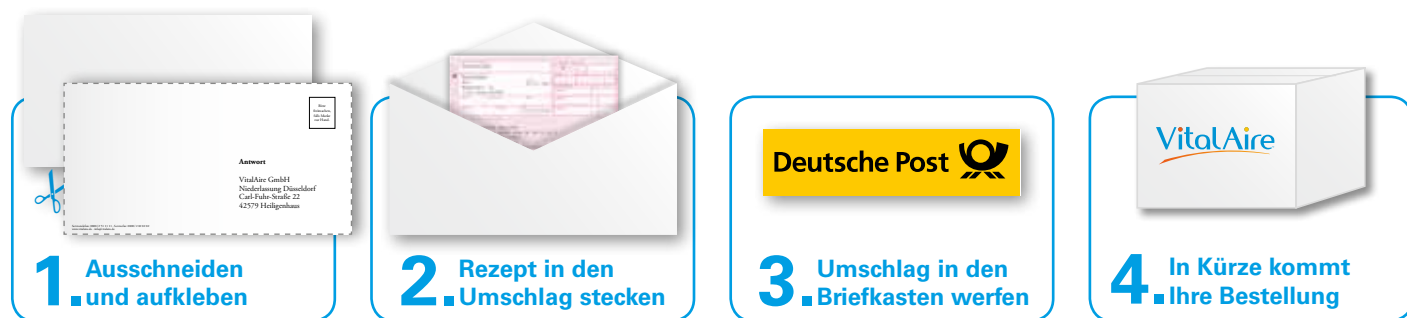 Antwort
VitalAire GmbH
Niederlassung Düsseldorf
Carl-Fuhr-Straße 22
42579 Heiligenhaus
1. Ausschneiden
und aufkleben
2. Rezept in den
Umschlag stecken
Deutsche Post
3. Umschlag in den
Briefkasten werfen
VitalAire
4. In Kürze kommt
Ihre Bestellung